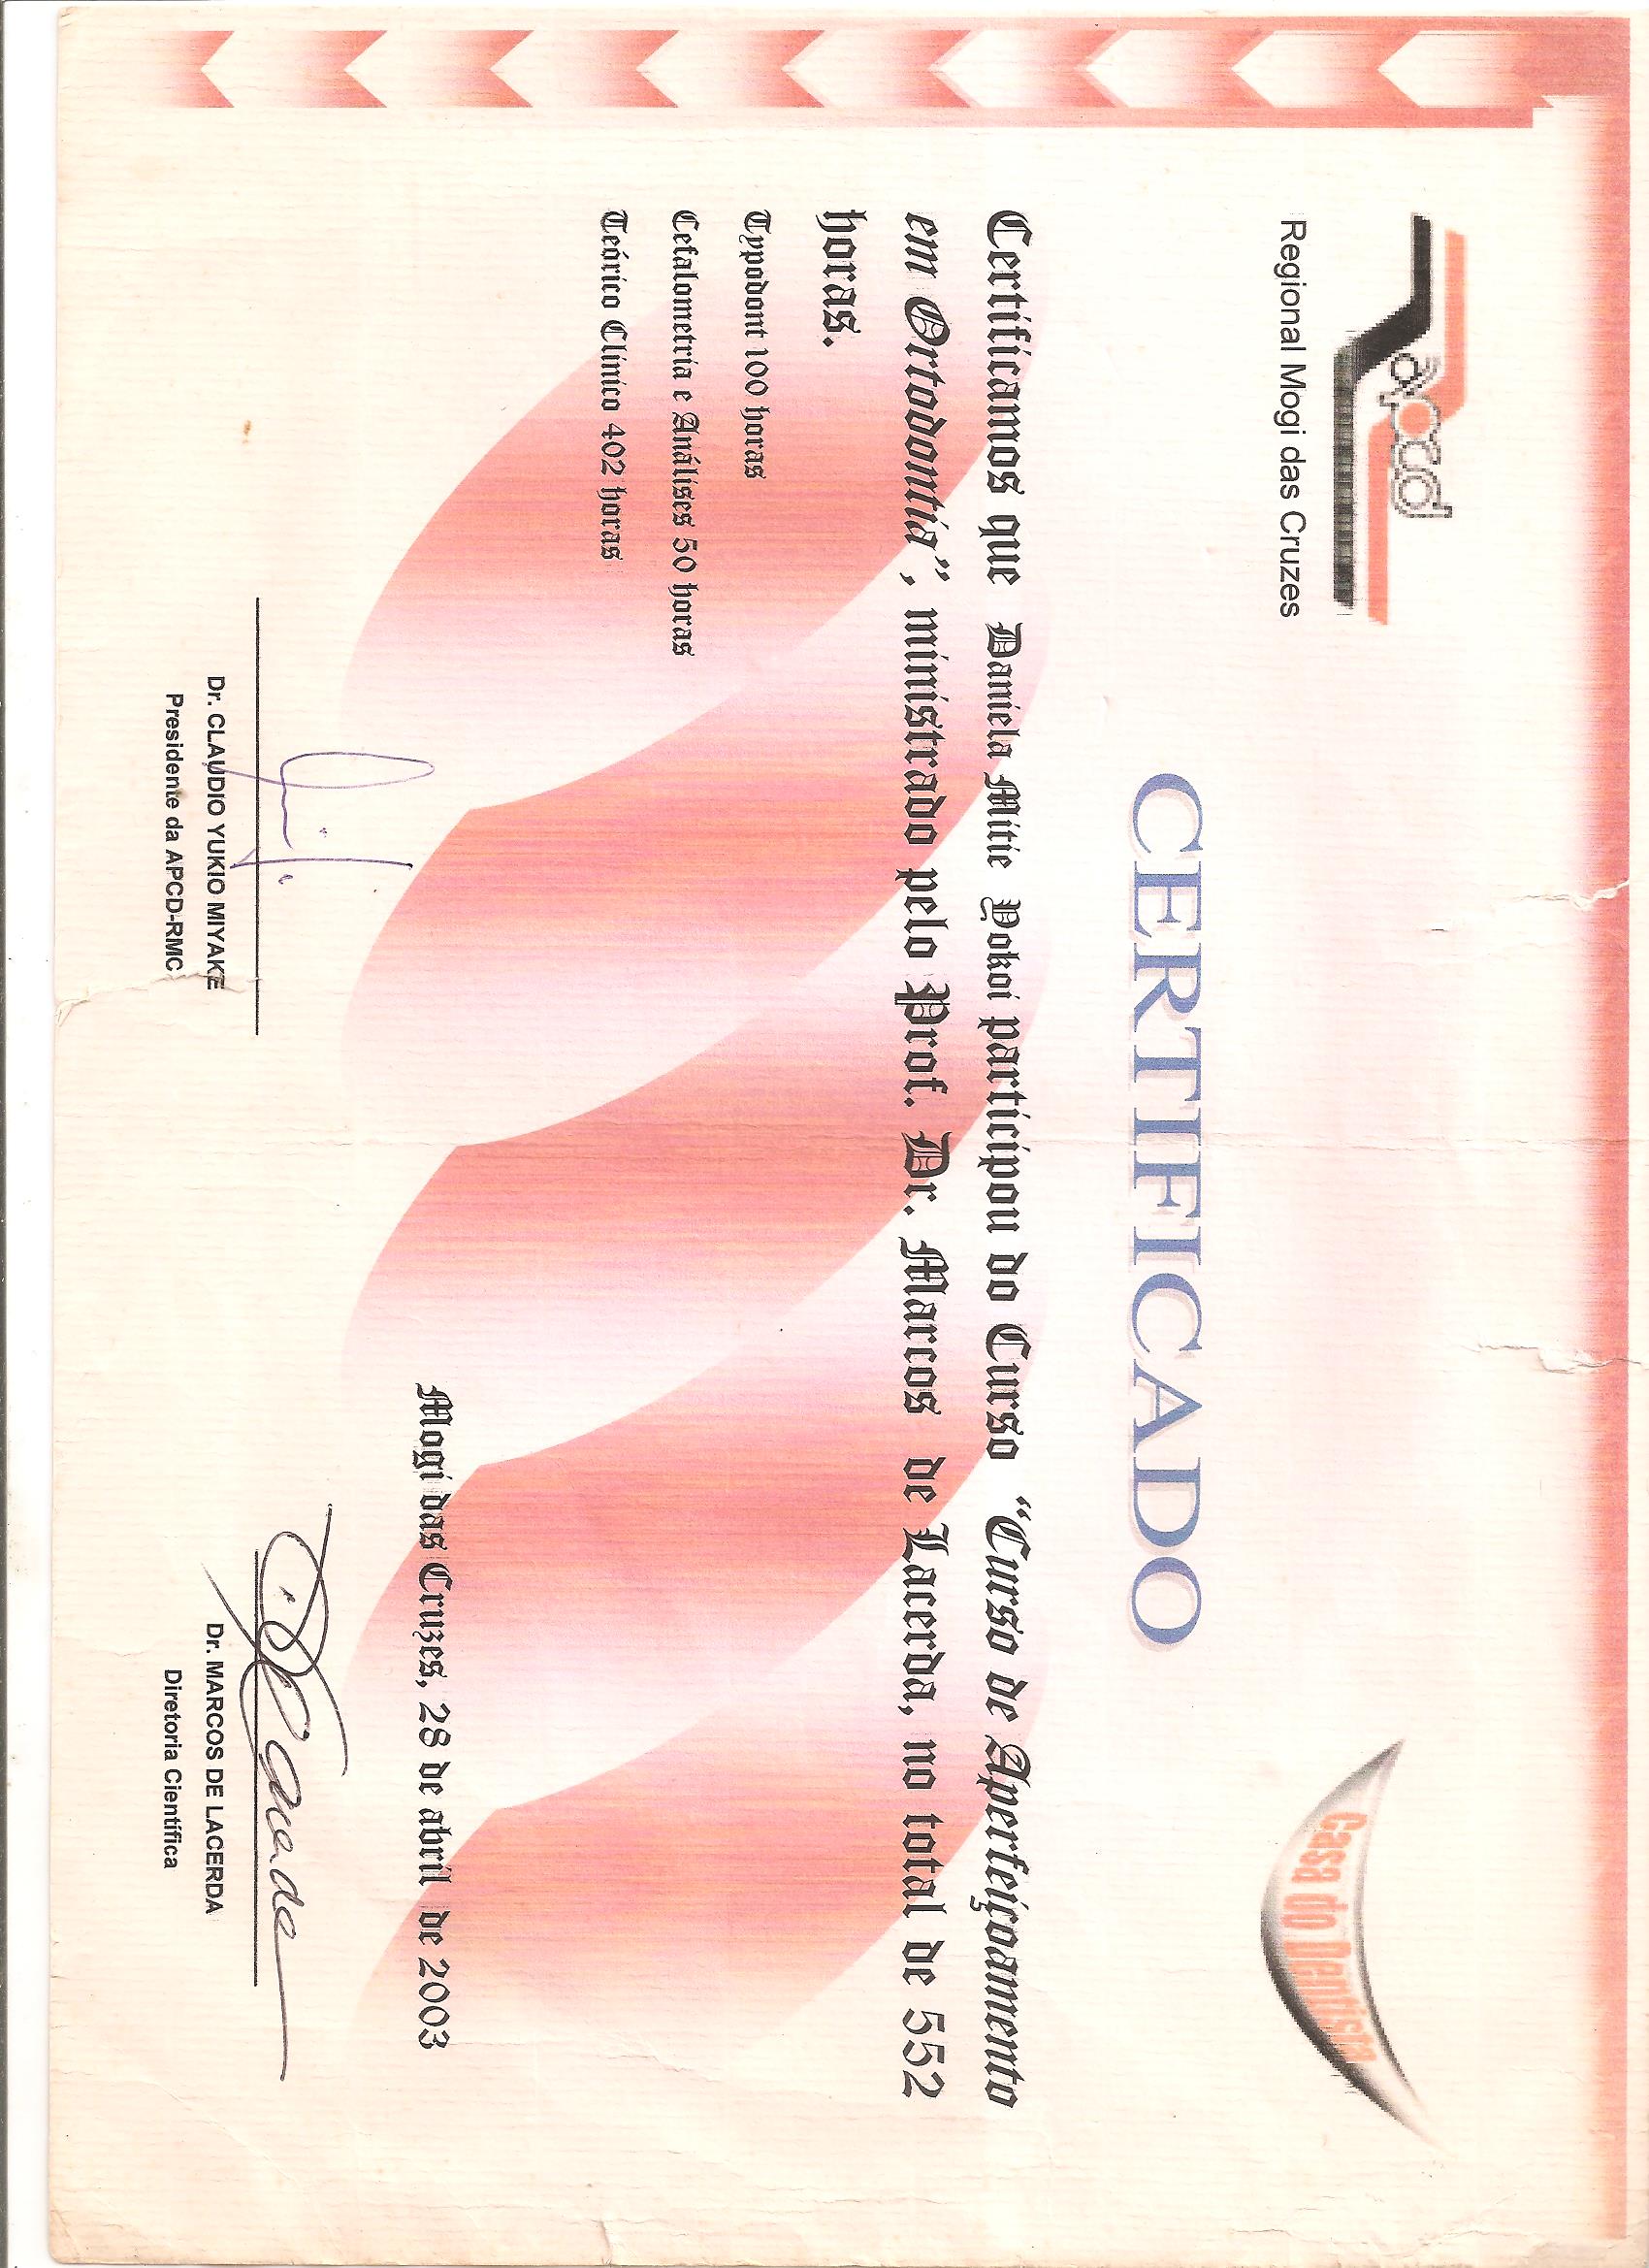 apcd
Regional Mogi das Cruzes
Casa do Dentista
CERTIFICADO
Certificamos que Daniela Mitie Yokoi participou do Curso "Curso de Aperfeiçoamento
em Ortodontia", ministrado pelo Prof. Dr. Marcos de Lacerda, no total de 552
horas.
Typodont 100 horas
Cefalometria e Análises 50 horas
Teórico Clínico 402 horas
Mogi das Cruzes, 28 de abril de 2003
Dr. CLAUDIO YUKIO MIYAKE
Presidente da APCD-RMC
Dr. MARCOS DE LACERDA
Diretoria Científica